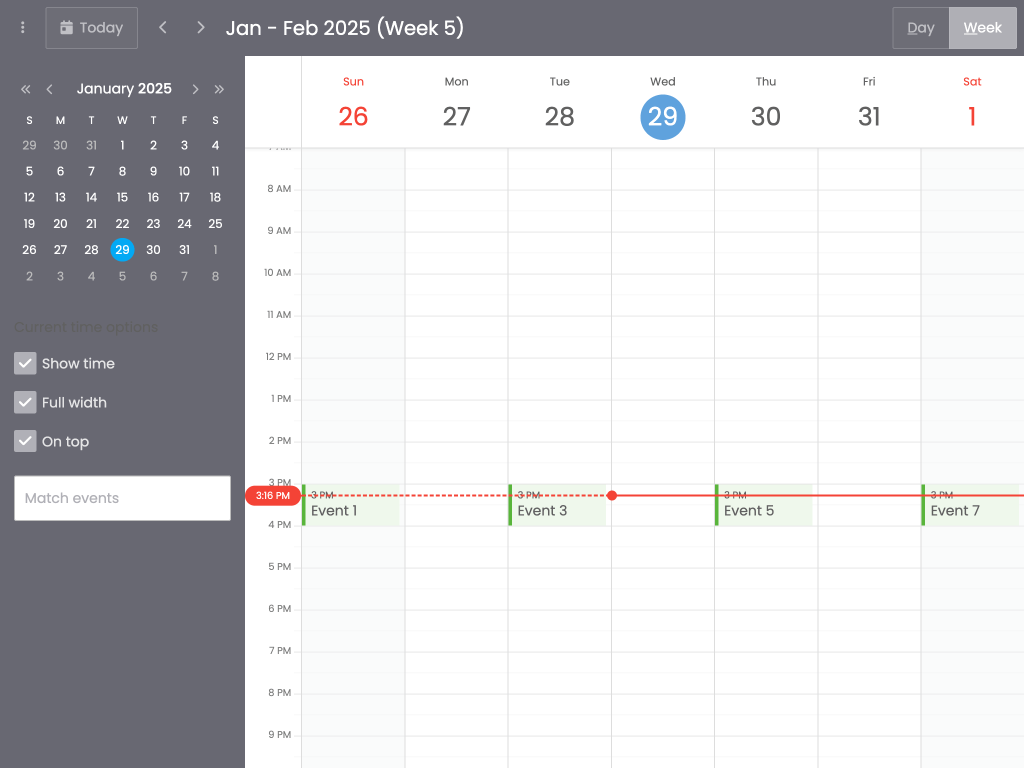 Today
Jan - Feb 2025 (Week 5)
Day
Week
January 2025
S M T W T F S
29 30 31 1 2 3 4
5 6 7 8 9 10 11
12 13 14 15 16 17 18
19 20 21 22 23 24 25
26 27 28 29 30 31 1
2 3 4 5 6 7 8
Current time options
Show time
Full width
On top
Match events
Sun Mon Tue Wed Thu Fri Sat
26 27 28 29 30 31 1
8 AM
9 AM
10 AM
11 AM
12 PM
1 PM
2 PM
3 PM
3:16 PM
3 PM 3 PM 3 PM 3 PM
Event 1 Event 3 Event 5 Event 7
4 PM
5 PM
6 PM
7 PM
8 PM
9 PM